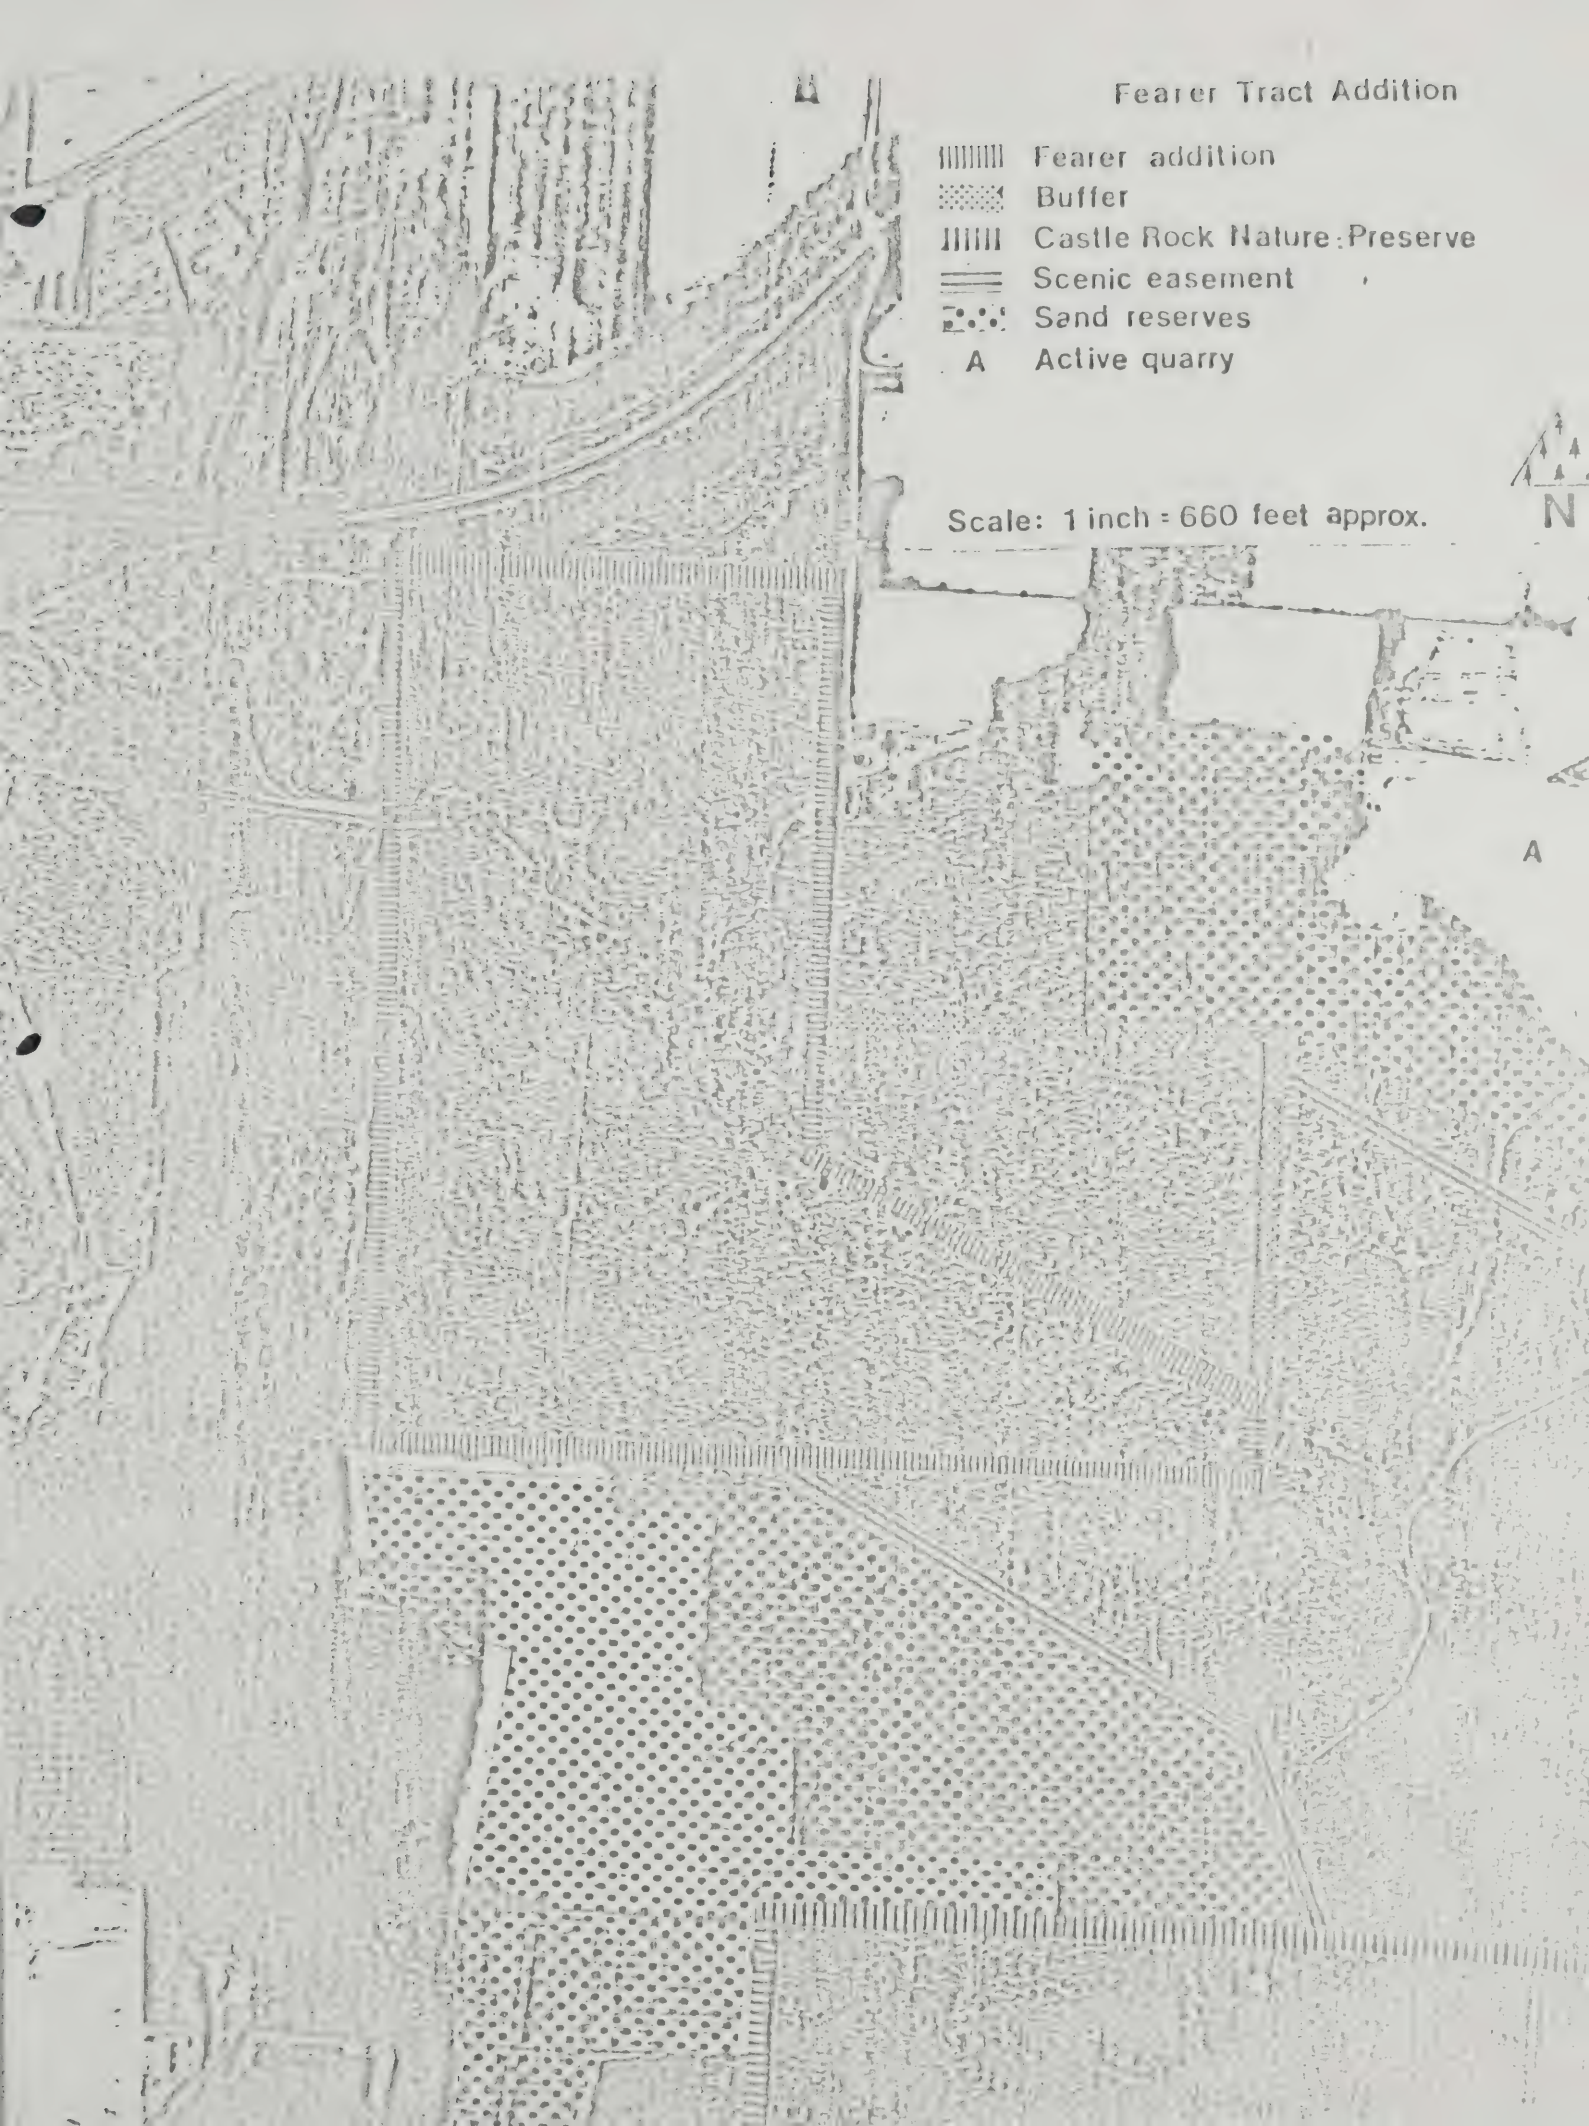 Fearer Tract Addition
Fearer addition
Buffer
Castle Rock Nature Preserve
Scenic easement
Sand reserves
A Active quarry
Scale: 1 inch = 660 feet approx.
N
A